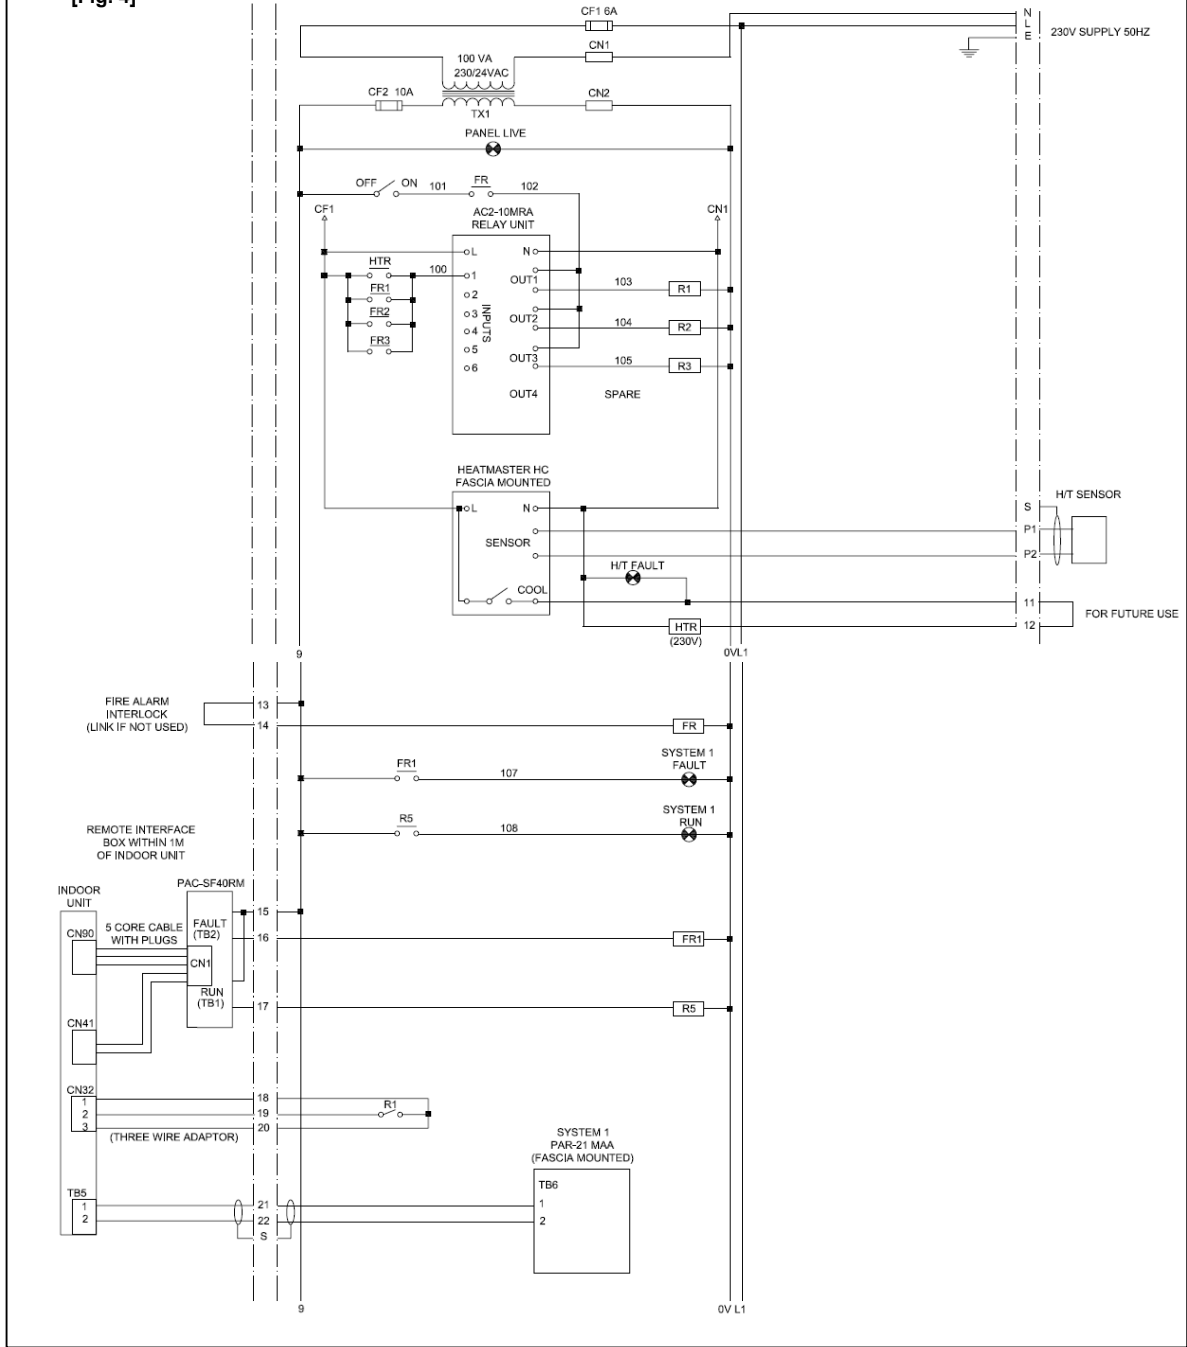 [Fig. 4]
CF1 6A
N
L
E
230V SUPPLY 50HZ
CN1
100 VA
230/24VAC
CF2 10A
CN2
TX1
PANEL LIVE
OFF
ON
101
FR
102
CF1
AC2-10MRA
RELAY UNIT
CN1
L
N
HTR
100
1
OUT1
103
R1
FR1
2
FR2
3
INPUTS
OUT2
104
R2
4
FR3
5
OUT3
105
R3
6
OUT4
SPARE
HEATMASTER HC
FASCIA MOUNTED
H/T SENSOR
L
N
S
P1
SENSOR
P2
H/T FAULT
COOL
11
FOR FUTURE USE
HTR
12
(230V)
9
0VL1
FIRE ALARM
INTERLOCK
(LINK IF NOT USED)
13
14
FR
FR1
107
SYSTEM 1
FAULT
R5
108
SYSTEM 1
RUN
REMOTE INTERFACE
BOX WITHIN 1M
OF INDOOR UNIT
PAC-SF40RM
INDOOR
UNIT
15
CN90
5 CORE CABLE
WITH PLUGS
FAULT
(TB2)
16
FR1
CN1
RUN
(TB1)
17
R5
CN41
CN32
1
2
3
18
19
20
R1
(THREE WIRE ADAPTOR)
SYSTEM 1
PAR-21 MAA
(FASCIA MOUNTED)
TB5
1
2
21
22
S
TB6
1
2
9
0V L1